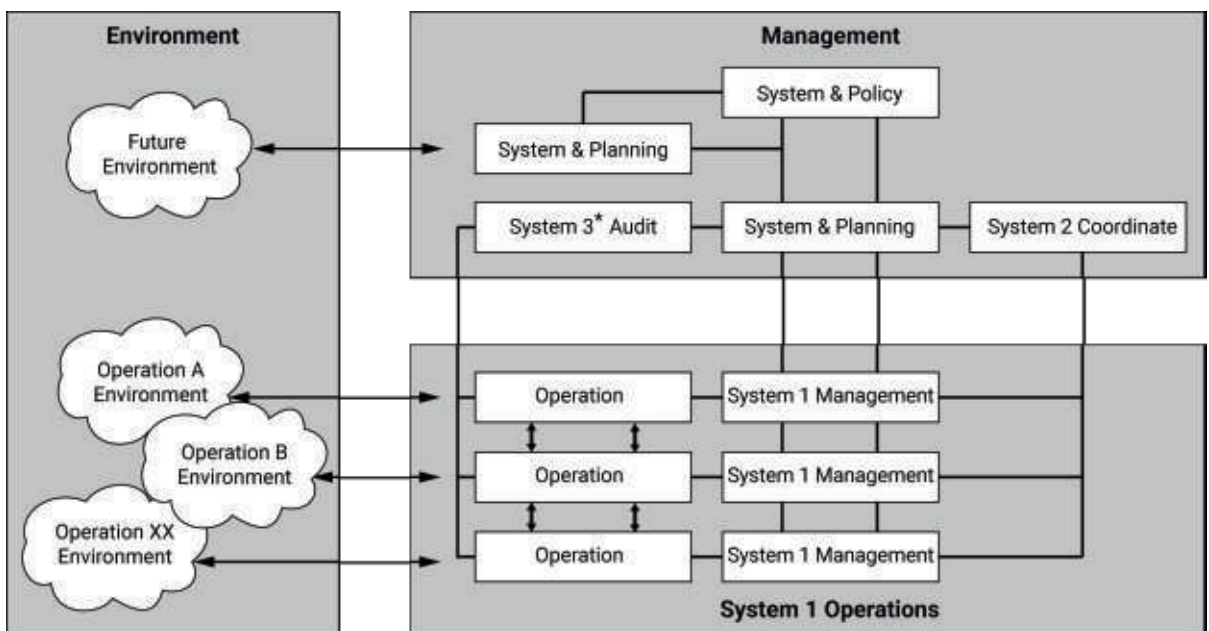 Environment
Management
System & Policy
Future
Environment
System & Planning
System 3* Audit
System & Planning
System 2 Coordinate
Operation A
Environment
Operation
System 1 Management
Operation B
Environment
Operation
System 1 Management
Operation XX
Environment
Operation
System 1 Management
System 1 Operations